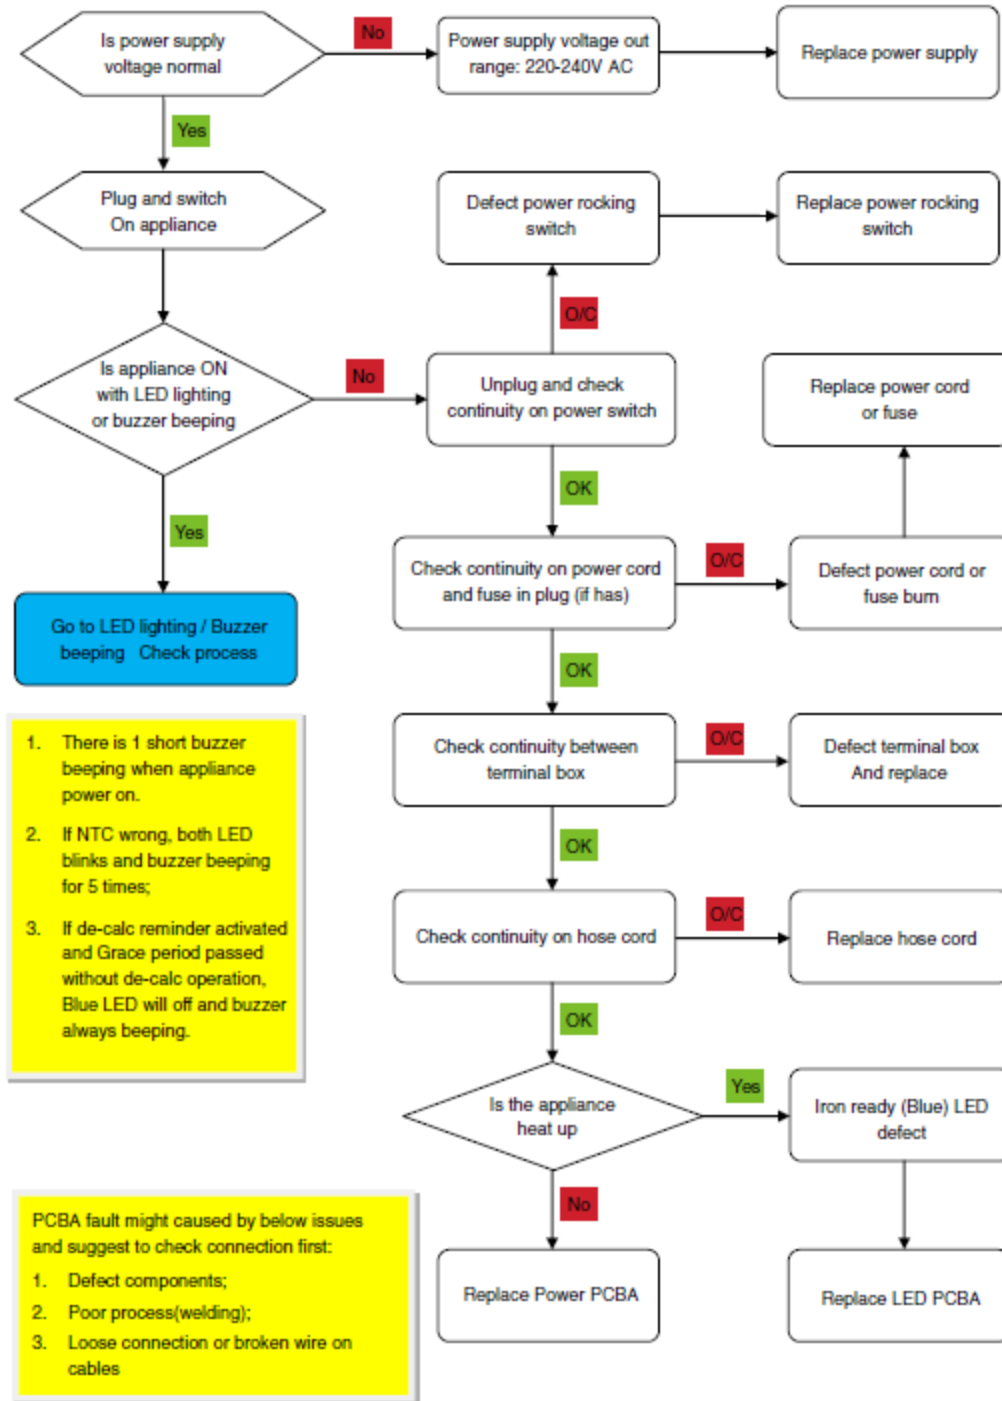 Is power supply
voltage normal
No
Power supply voltage out
range: 220-240V AC
Replace power supply
Yes
Plug and switch
On appliance
Defect power rocking
switch
Replace power rocking
switch
O/C
Is appliance ON
with LED lighting
or buzzer beeping
No
Unplug and check
continuity on power switch
Replace power cord
or fuse
OK
Yes
Check continuity on power cord
and fuse in plug (if has)
O/C
Defect power cord or
fuse burn
Go to LED lighting / Buzzer
beeping Check process
OK
1. There is 1 short buzzer
beeping when appliance
power on.
2. If NTC wrong, both LED
blinks and buzzer beeping
for 5 times;
3. If de-calc reminder activated
and Grace period passed
without de-calc operation,
Blue LED will off and buzzer
always beeping.
Check continuity between
terminal box
O/C
Defect terminal box
And replace
OK
Check continuity on hose cord
O/C
Replace hose cord
OK
Is the appliance
heat up
Yes
Iron ready (Blue) LED
defect
No
Replace Power PCBA
Replace LED PCBA
PCBA fault might caused by below issues
and suggest to check connection first:
1. Defect components;
2. Poor process(welding);
3. Loose connection or broken wire on
cables